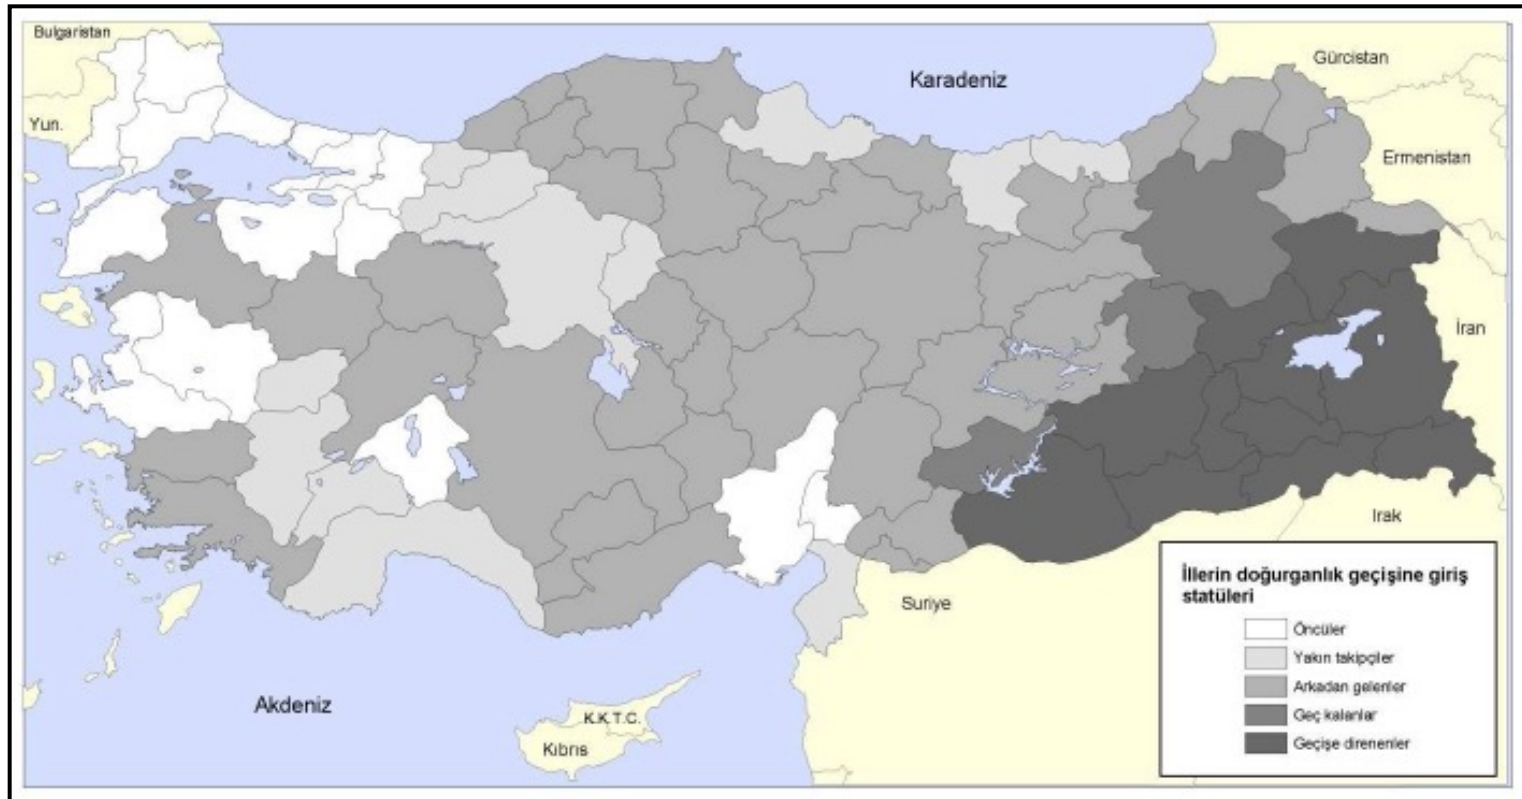 Bulgaristan
Gürcistan
Karadeniz
Yun.
Ermenistan
İran
Irak
Suriye
Akdeniz
K.K.T.C.
Kıbrıs
İllerin doğurganlık geçişine giriş
statüleri
Öncüler
Yakın takipçiler
Arkadan gelenler
Geç kalanlar
Geçişe direnenler